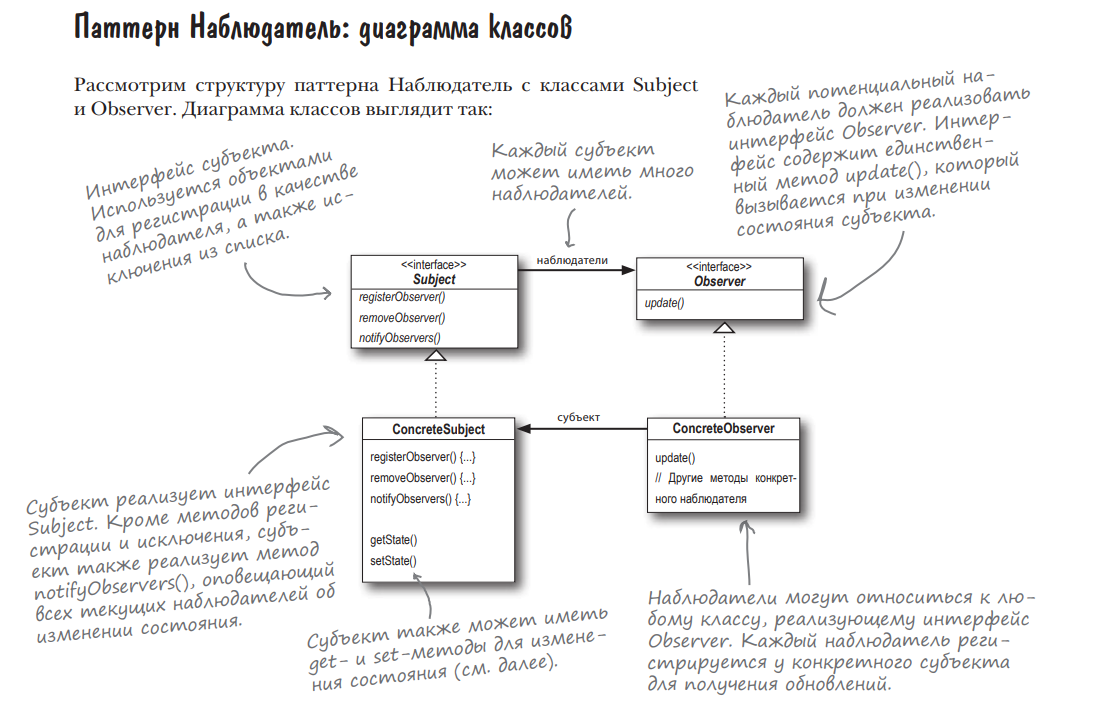 Паттерн Наблюдатель: диаграмма классов
Рассмотрим структуру паттерна Наблюдатель с классами Subject
и Observer. Диаграмма классов выглядит так:
Интерфейс субъекта.
Используется объектами
для регистрации в качестве
наблюдателя, а также ис-
ключения из списка.
Каждый субъект
может иметь много
наблюдателей.
Каждый потенциальный на-
блюдатель должен реализовать
интерфейс Observer. Интер-
фейс содержит единствен-
ный метод update(), который
вызывается при изменении
состояния субъекта.
<<interface>>
Subject
registerObserver()
removeObserver()
notifyObservers()
наблюдатели
<<interface>>
Observer
update()
ConcreteSubject
registerObserver() {...}
removeObserver() {...}
notifyObservers() {...}
getState()
setState()
субъект
ConcreteObserver
update()
// Другие методы конкрет-
ного наблюдателя
Субъект реализует интерфейс
Subject. Кроме методов реги-
страции и исключения, субъ-
ект также реализует метод
notifyObservers(), оповещающий
всех текущих наблюдателей об
изменении состояния.
Субъект также может иметь
get- и set-методы для измене-
ния состояния (см. далее).
Наблюдатели могут относиться к лю-
бому классу, реализующему интерфейс
Observer. Каждый наблюдатель реги-
стрируется у конкретного субъекта
для получения обновлений.